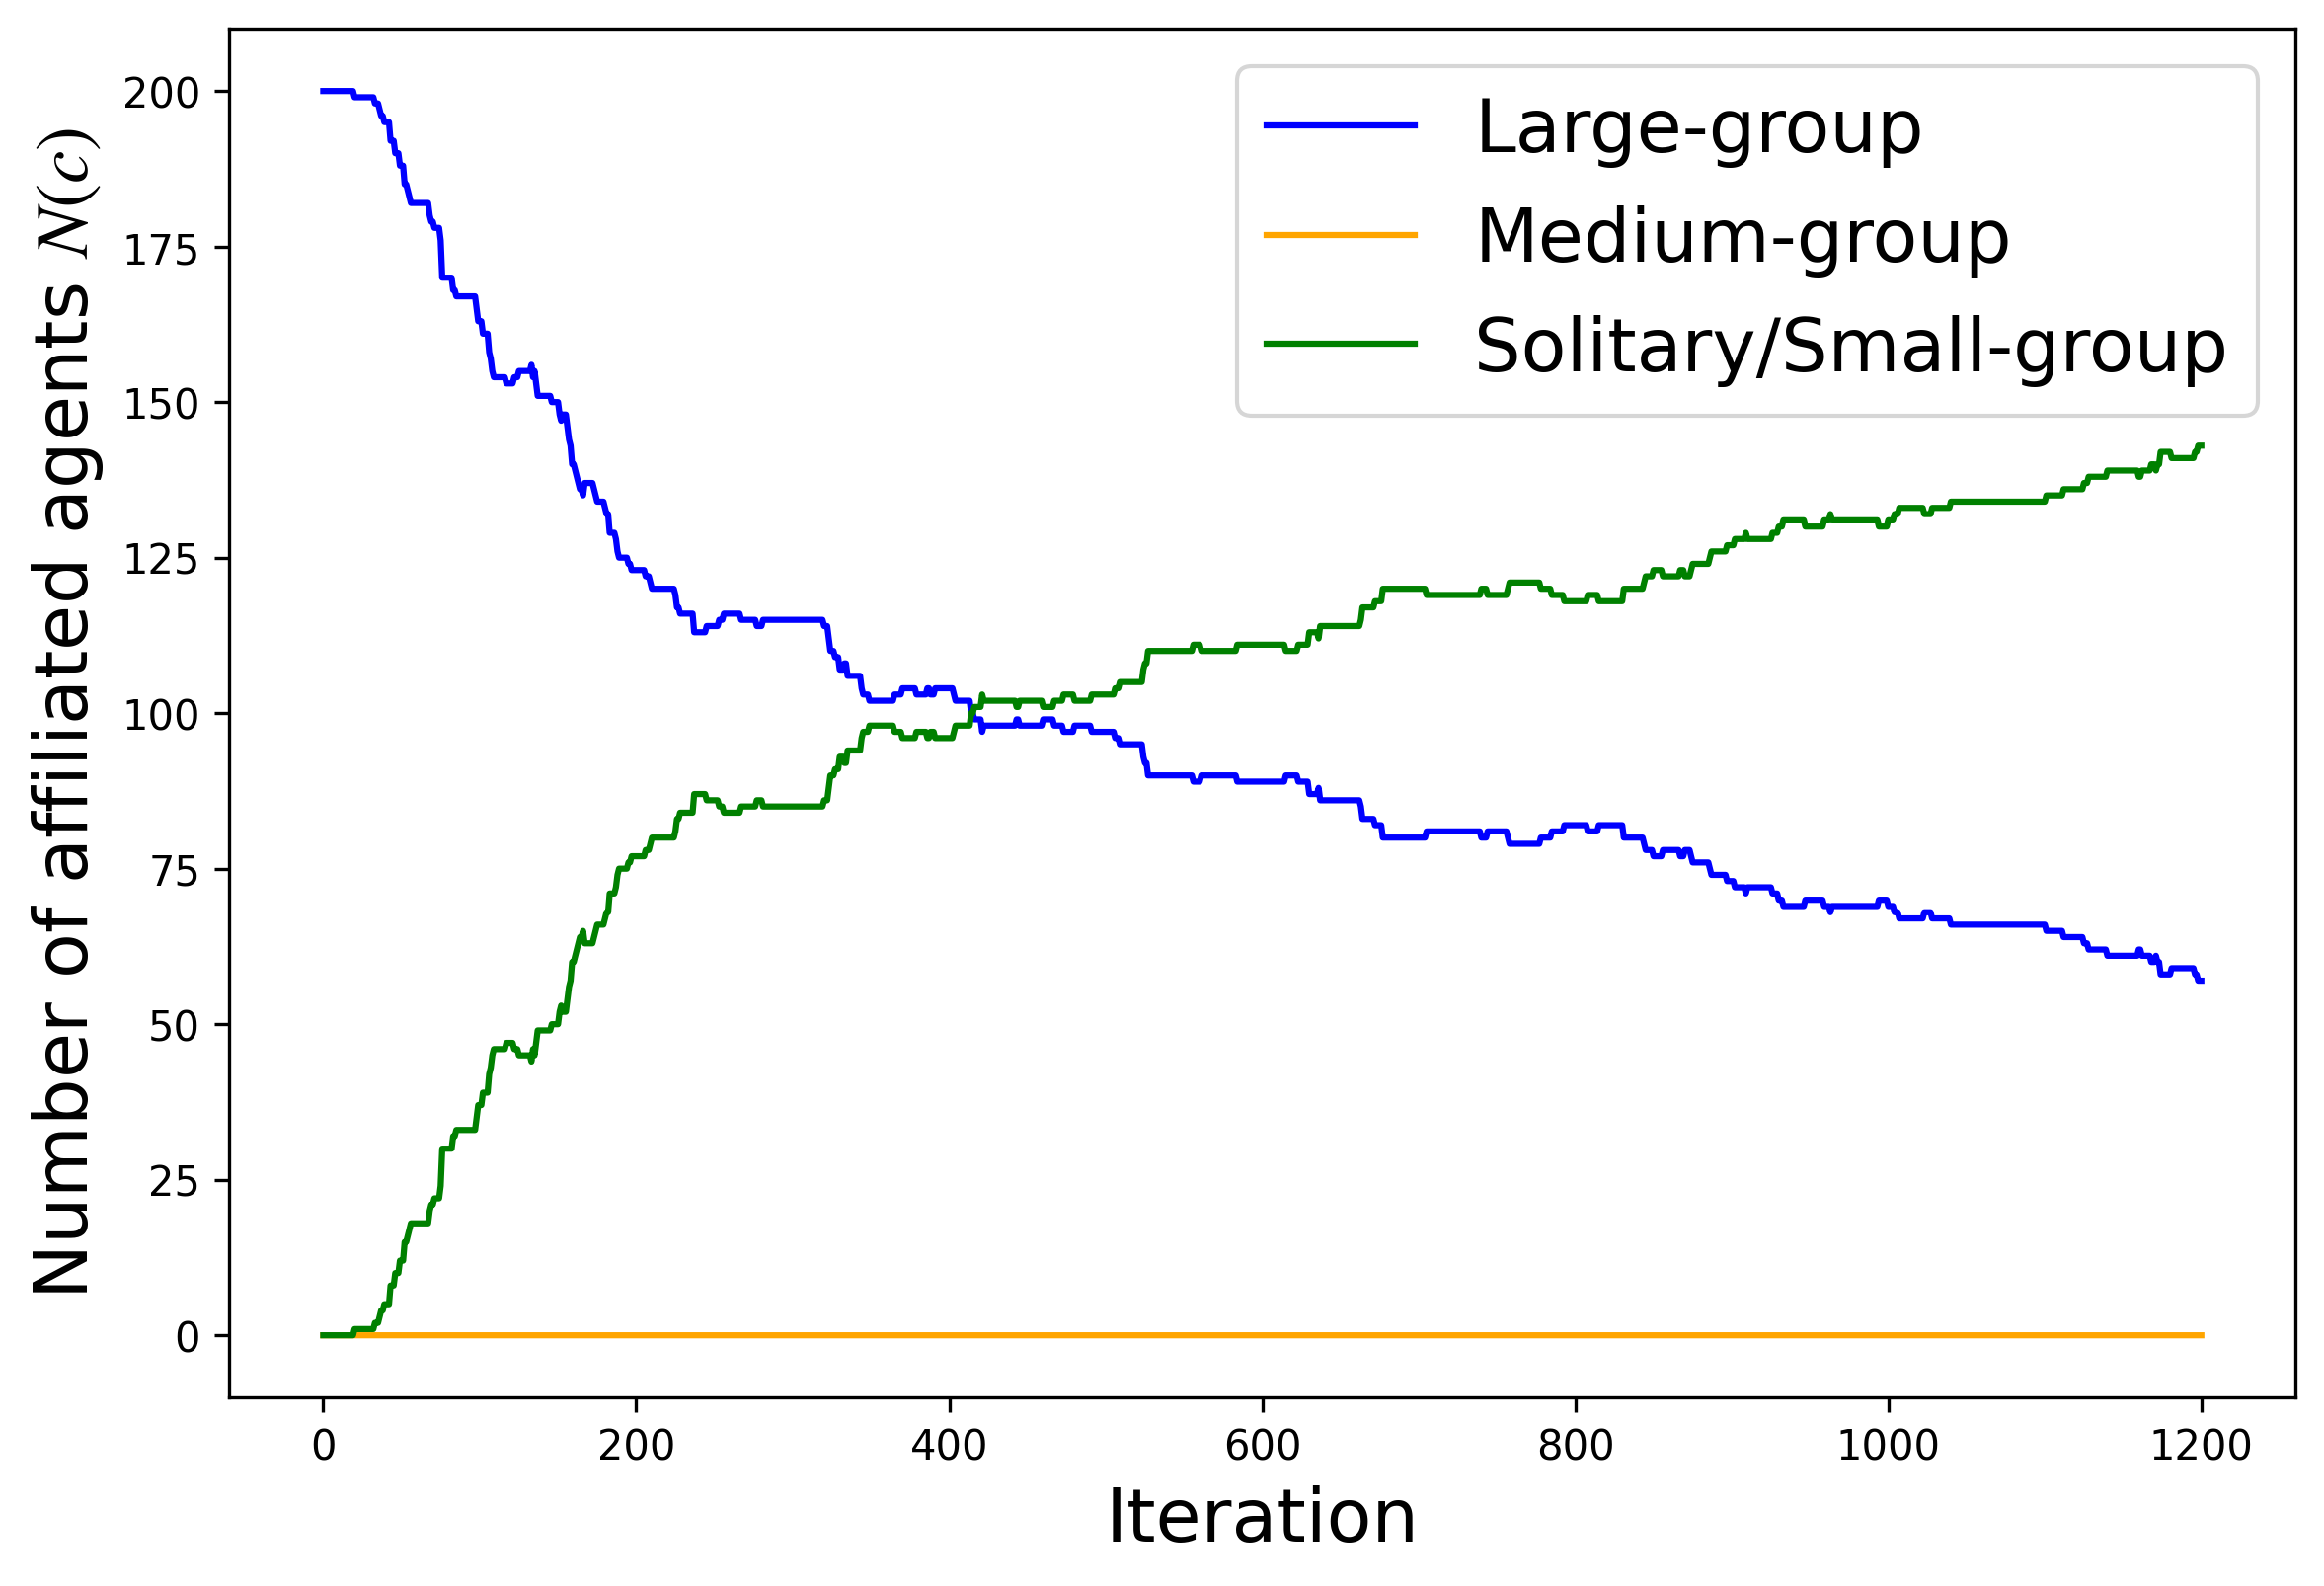 Number of affiliated agents N(c)
200
175
150
125
100
75
50
25
0
Large-group
Medium-group
Solitary/Small-group
0 200 400 600 800 1000 1200
Iteration